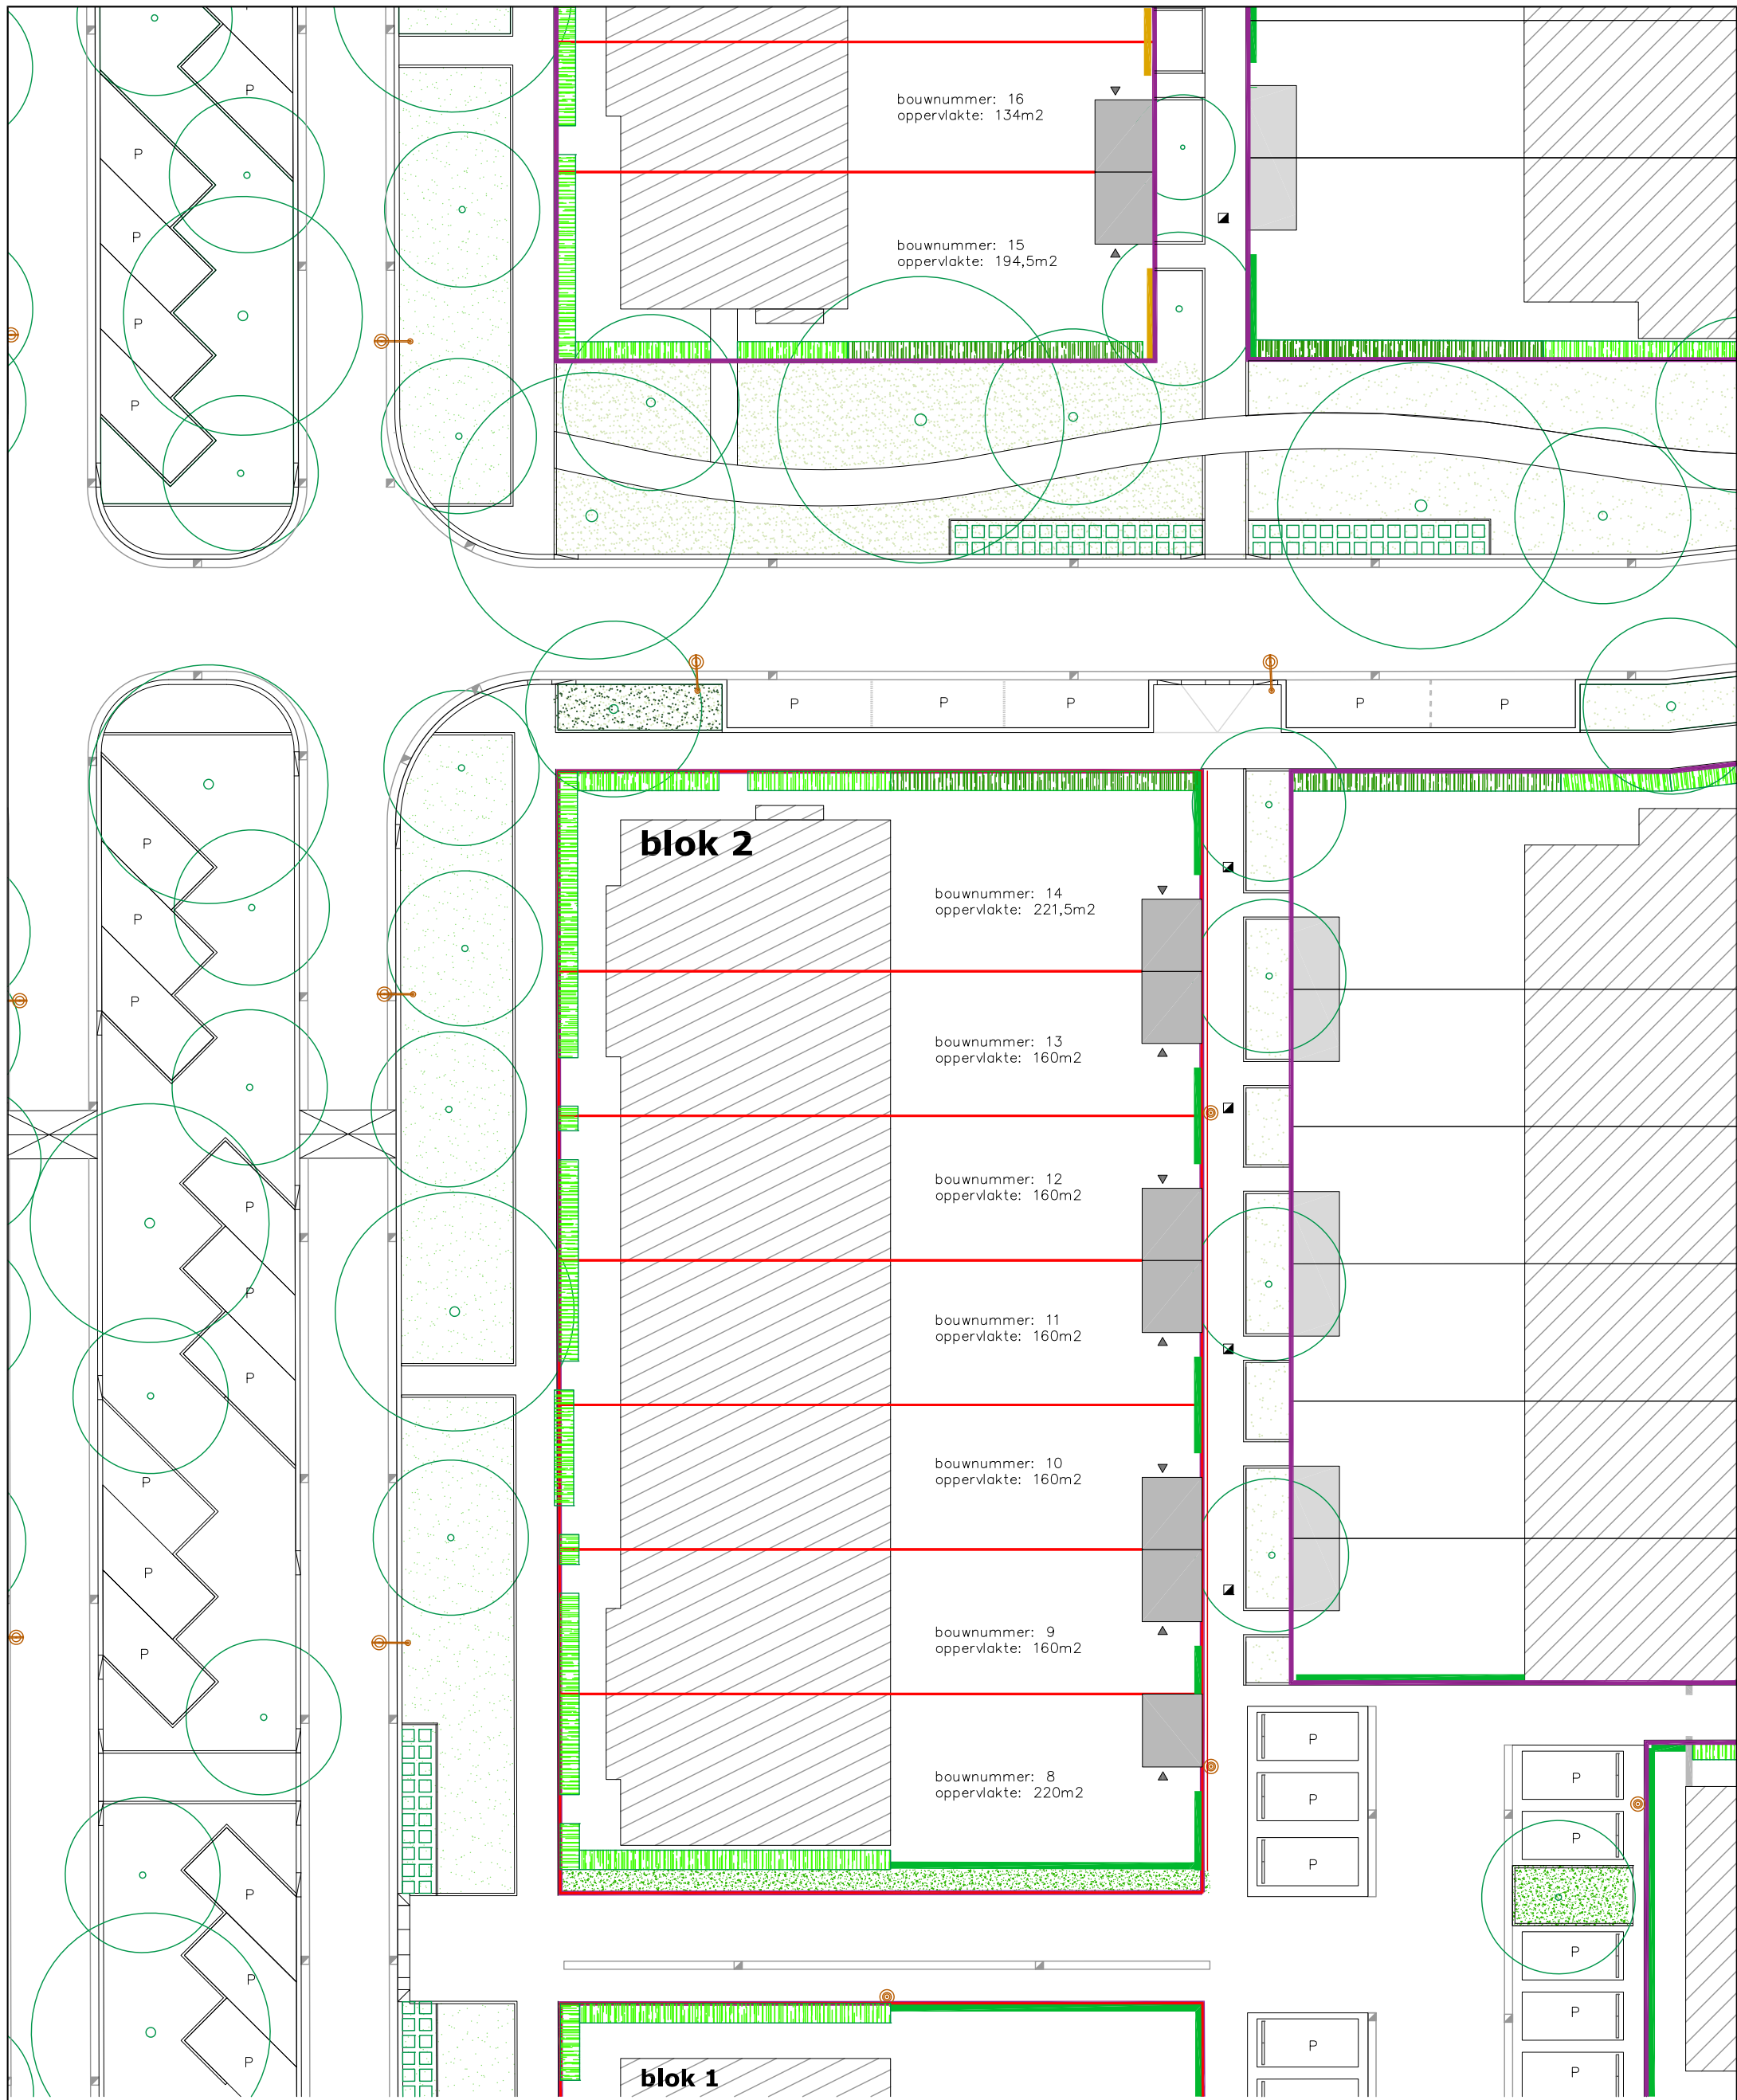 P
P
bouwnummer: 16
oppervlakte: 134m2
P
P
bouwnummer: 15
oppervlakte: 194,5m2
P
P
P
P
P
P
P
P
blok 2
P
bouwnummer: 14
oppervlakte: 221,5m2
P
P
bouwnummer: 13
oppervlakte: 160m2
bouwnummer: 12
oppervlakte: 160m2
P
P
bouwnummer: 11
oppervlakte: 160m2
P
bouwnummer: 10
oppervlakte: 160m2
P
P
bouwnummer: 9
oppervlakte: 160m2
P
P
bouwnummer: 8
oppervlakte: 220m2
P
P
P
P
P
P
P
P
P
P
P
blok 1
P